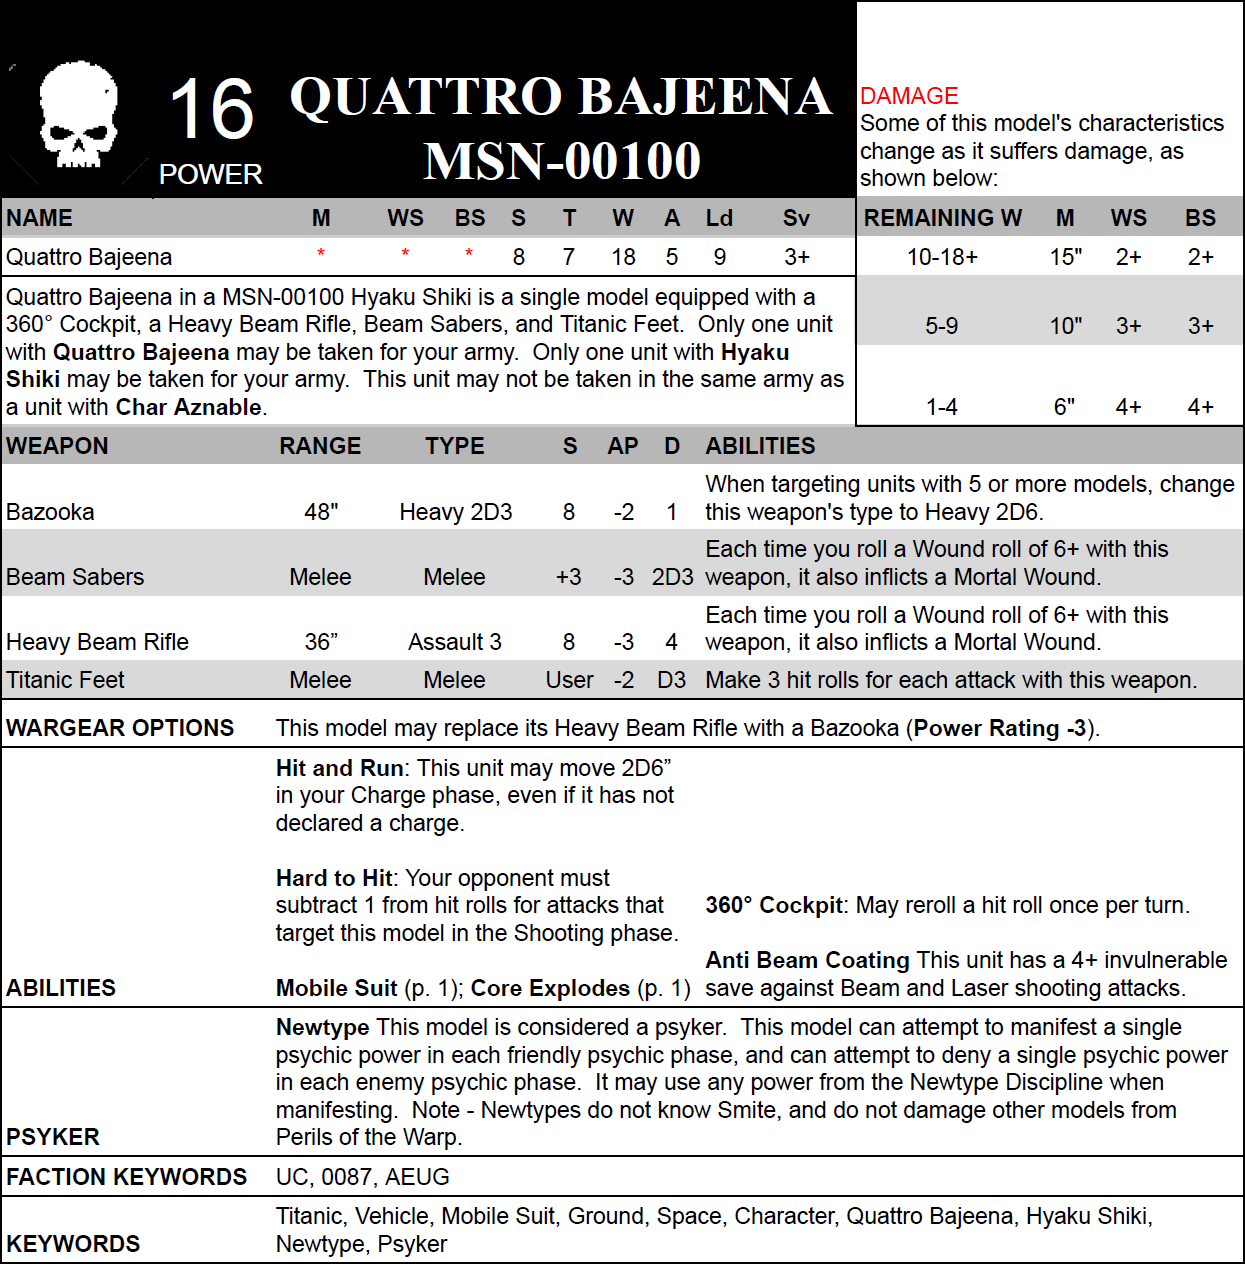 16
POWER
QUATTRO BAJEENA
MSN-00100
DAMAGE
Some of this model's characteristics
change as it suffers damage, as
shown below:
NAME M WS BS S T W A Ld Sv
Quattro Bajeena * * * 8 7 18 5 9 3+
REMAINING W M WS BS
10-18+ 15" 2+ 2+
5-9 10" 3+ 3+
1-4 6" 4+ 4+
Quattro Bajeena in a MSN-00100 Hyaku Shiki is a single model equipped with a
360° Cockpit, a Heavy Beam Rifle, Beam Sabers, and Titanic Feet.  Only one unit
with Quattro Bajeena may be taken for your army.  Only one unit with Hyaku
Shiki may be taken for your army.  This unit may not be taken in the same army as
a unit with Char Aznable.
WEAPON RANGE TYPE S AP D ABILITIES
When targeting units with 5 or more models, change
Bazooka 48" Heavy 2D3 8 -2 1 this weapon's type to Heavy 2D6.
Each time you roll a Wound roll of 6+ with this
Beam Sabers Melee Melee +3 -3 2D3 weapon, it also inflicts a Mortal Wound.
Each time you roll a Wound roll of 6+ with this
Heavy Beam Rifle 36” Assault 3 8 -3 4 weapon, it also inflicts a Mortal Wound.
Titanic Feet Melee Melee User -2 D3 Make 3 hit rolls for each attack with this weapon.
WARGEAR OPTIONS This model may replace its Heavy Beam Rifle with a Bazooka (Power Rating -3).
ABILITIES
Hit and Run: This unit may move 2D6”
in your Charge phase, even if it has not
declared a charge.
Hard to Hit: Your opponent must
subtract 1 from hit rolls for attacks that
target this model in the Shooting phase.
Mobile Suit (p. 1); Core Explodes (p. 1)
360° Cockpit: May reroll a hit roll once per turn.
Anti Beam Coating This unit has a 4+ invulnerable
save against Beam and Laser shooting attacks.
PSYKER
Newtype This model is considered a psyker.  This model can attempt to manifest a single
psychic power in each friendly psychic phase, and can attempt to deny a single psychic power
in each enemy psychic phase.  It may use any power from the Newtype Discipline when
manifesting.  Note - Newtypes do not know Smite, and do not damage other models from
Perils of the Warp.
FACTION KEYWORDS UC, 0087, AEUG
KEYWORDS
Titanic, Vehicle, Mobile Suit, Ground, Space, Character, Quattro Bajeena, Hyaku Shiki,
Newtype, Psyker